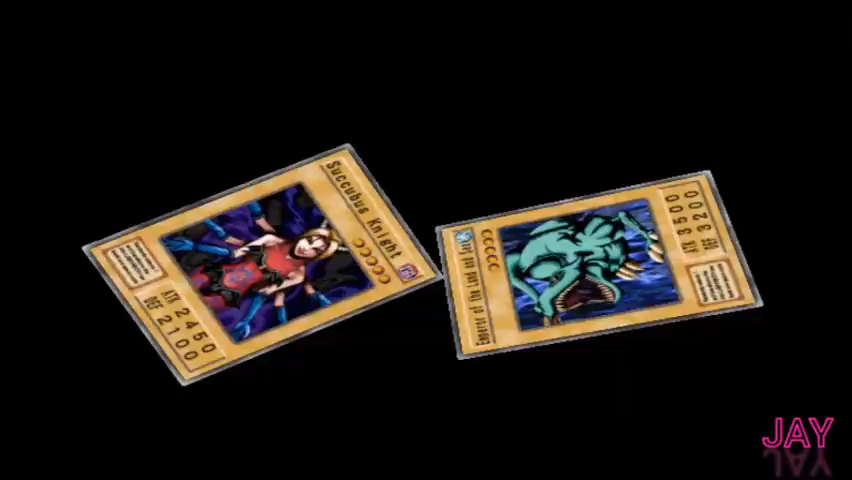 Succubus Knight
ATK 2450
DEF 2100
Emperor of the Land and Sea
ATK 3500
DEF 3200
JAY